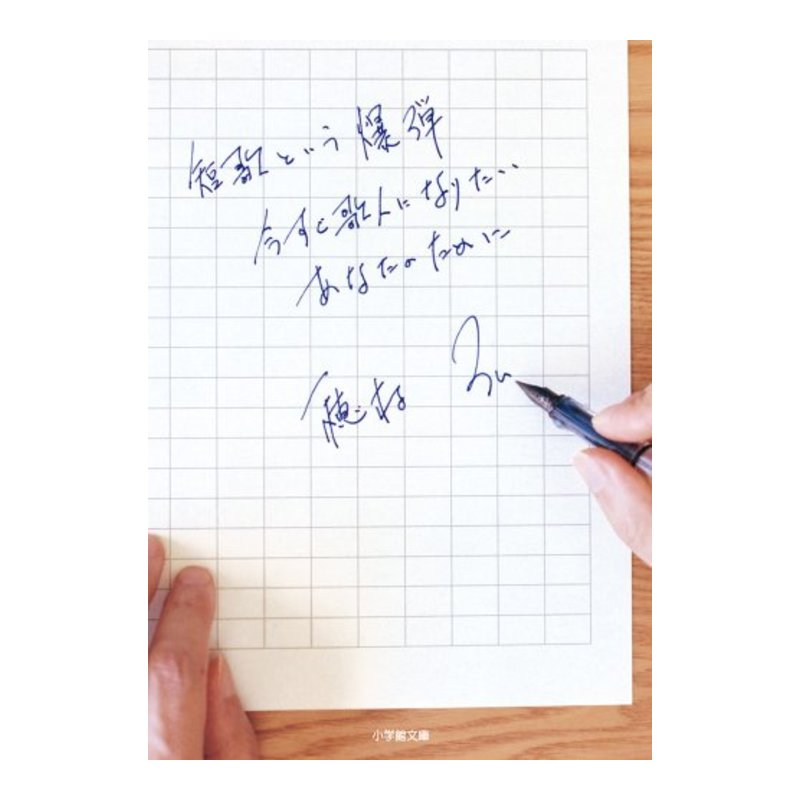 短歌という爆弾
今すぐ歌人になりたい
あなたのために
穂村 弘
小学館文庫